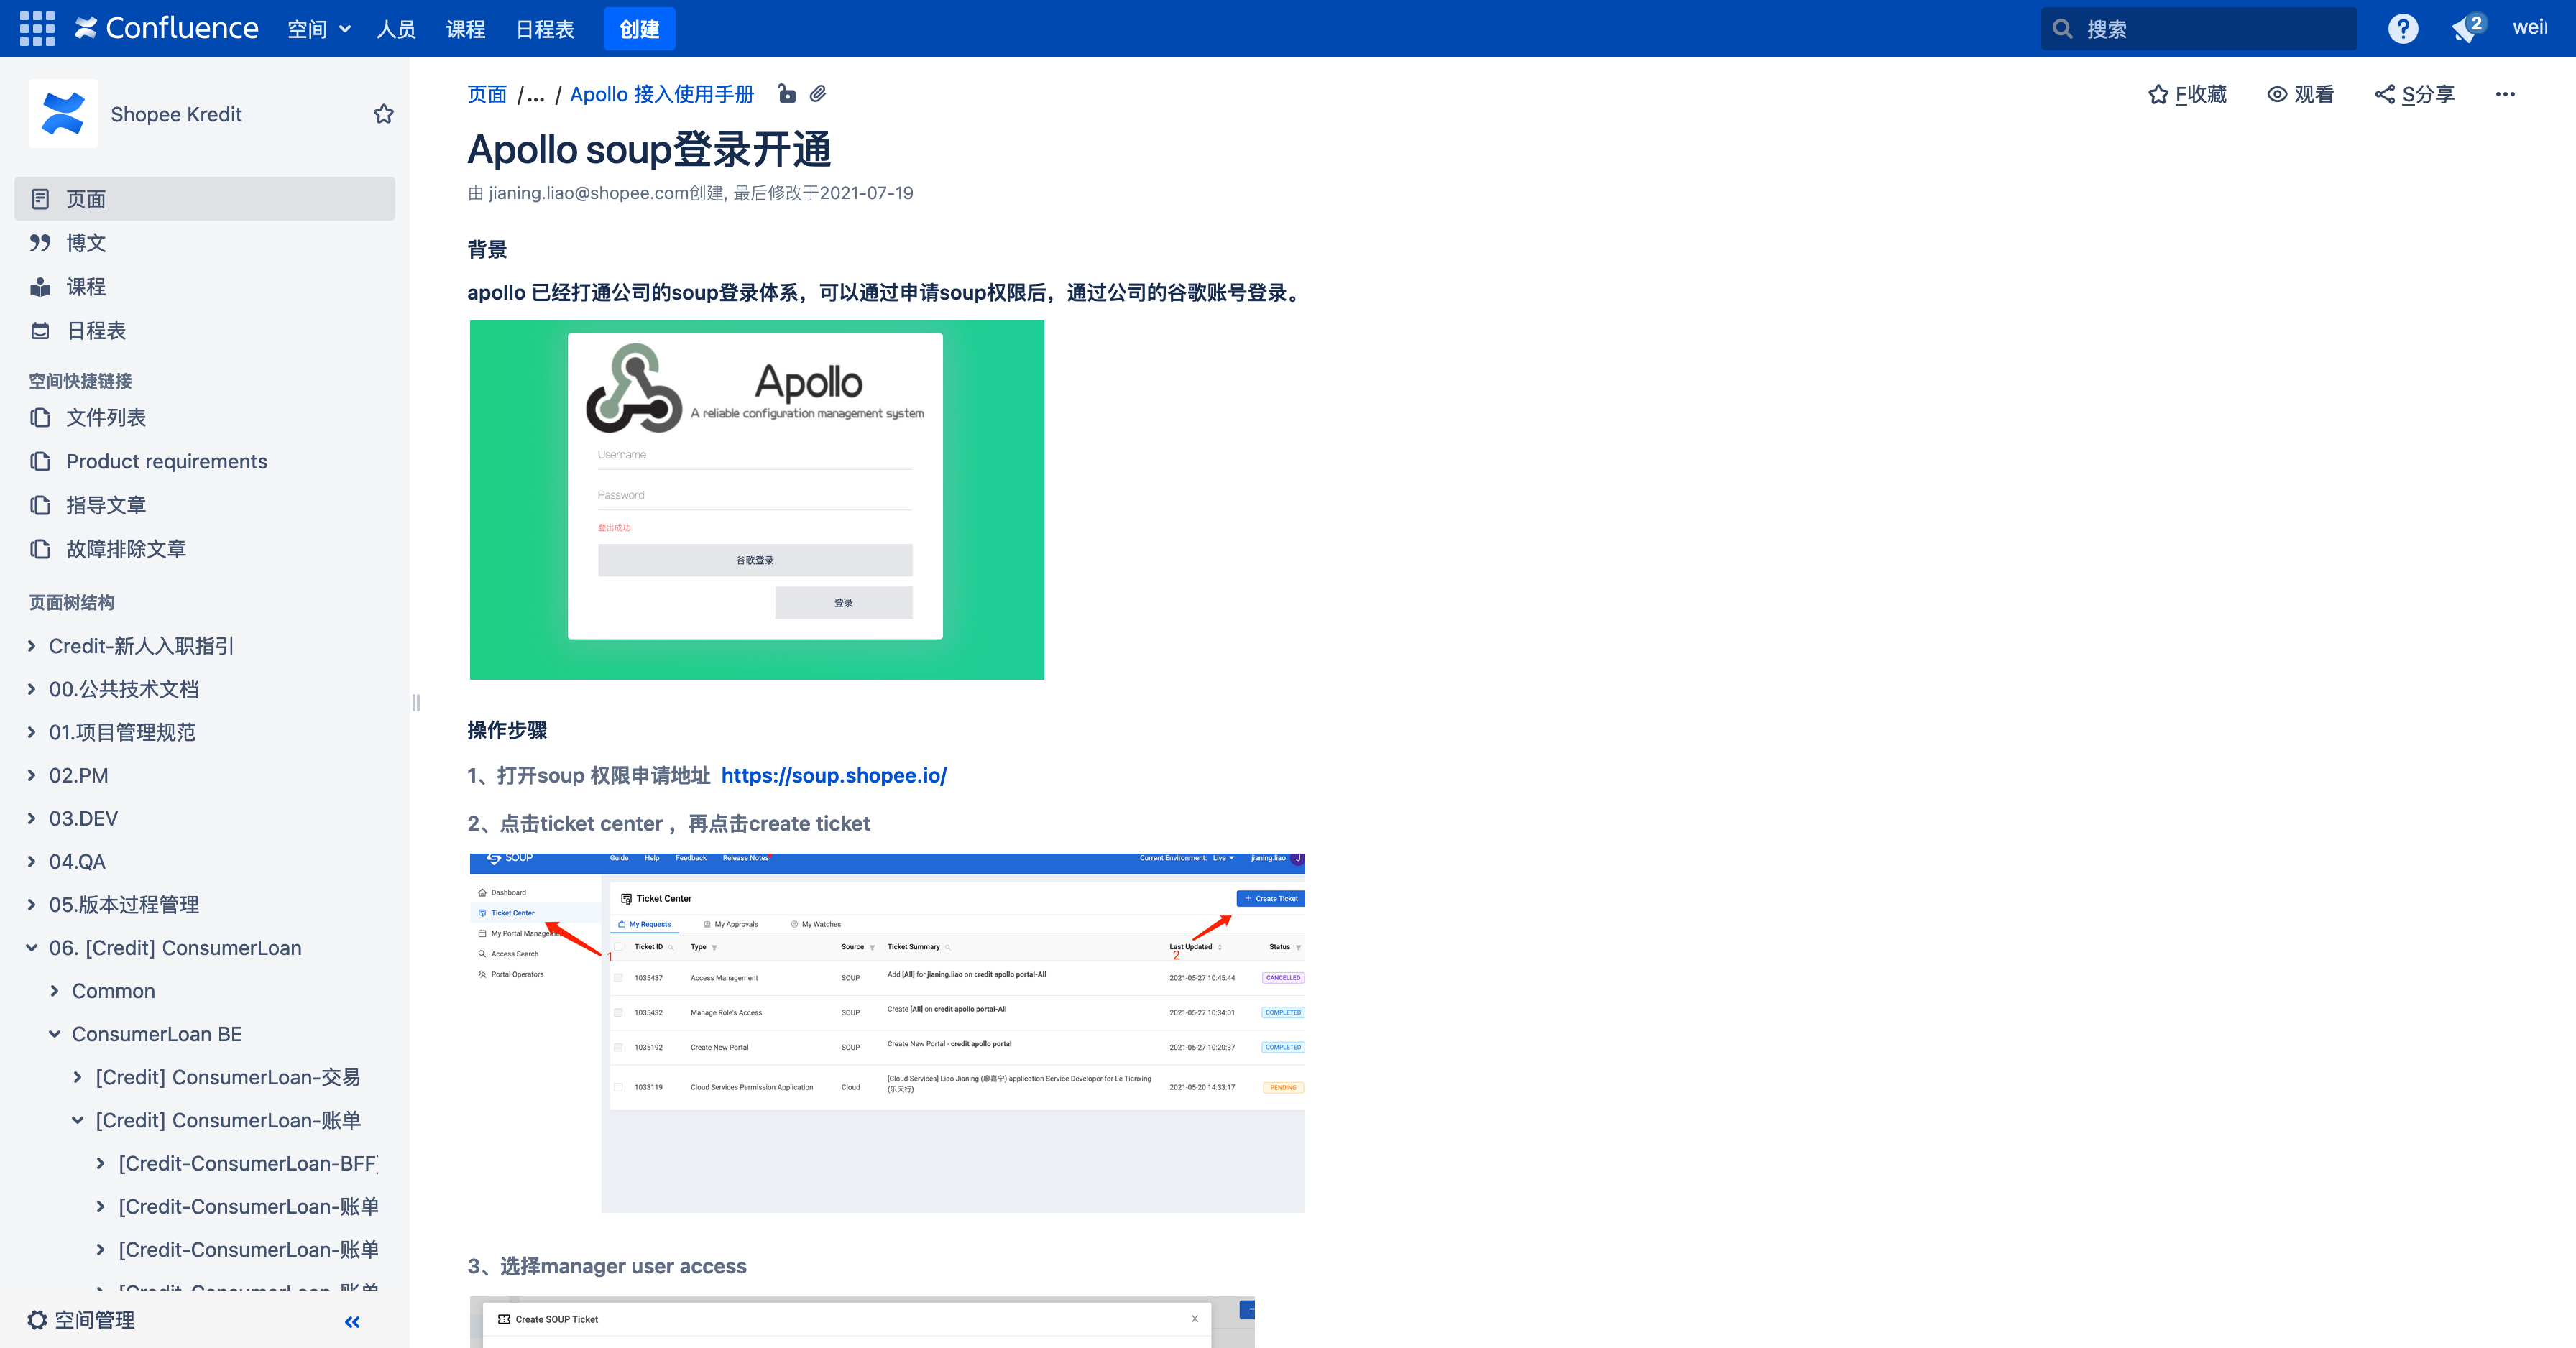 Confluence 空间 人员 课程 日程表 创建 搜索 2
Shopee Kredit
页面
博文
课程
日程表
空间快捷链接
文件列表
Product requirements
指导文章
故障排除文章
页面树结构
Credit-新人入职指引
00.公共技术文档
01.项目管理规范
02.PM
03.DEV
04.QA
05.版本过程管理
06. [Credit] ConsumerLoan
Common
ConsumerLoan BE
[Credit] ConsumerLoan-交易
[Credit] ConsumerLoan-账单
[Credit-ConsumerLoan-BFF]
[Credit-ConsumerLoan-账单
[Credit-ConsumerLoan-账单
[Credit-ConsumerLoan-账单
空间管理
页面 /... / Apollo 接入使用手册
F收藏 观看 S分享
Apollo soup登录开通
由 jianing.liao@shopee.com创建, 最后修改于2021-07-19
背景
apollo 已经打通公司的soup登录体系，可以通过申请soup权限后，通过公司的谷歌账号登录。
Apollo
A reliable configuration management system
Username
Password
登出成功
谷歌登录
登录
操作步骤
1、打开soup 权限申请地址 https://soup.shopee.io/
2、点击ticket center ，再点击create ticket
SOUP Guide Help Feedback Release Notes Current Environment: Live jianing.liao J
Dashboard
Ticket Center
My Portal Management
Access Search
Portal Operators
1
Ticket Center
Create Ticket
My Requests My Approvals My Watches
Ticket ID Type Source Ticket Summary Last Updated Status
2
1035437 Access Management SOUP Add [All] for jianing.liao on credit apollo portal-All 2021-05-27 10:45:44 CANCELLED
1035432 Manage Role's Access SOUP Create [All] on credit apollo portal-All 2021-05-27 10:34:01 COMPLETED
1035192 Create New Portal SOUP Create New Portal - credit apollo portal 2021-05-27 10:20:37 COMPLETED
1033119 Cloud Services Permission Application Cloud [Cloud Services] Liao Jianing (廖嘉宁) application Service Developer for Le Tianxing (乐天行) 2021-05-20 14:33:17 PENDING
3、选择manager user access
Create SOUP Ticket